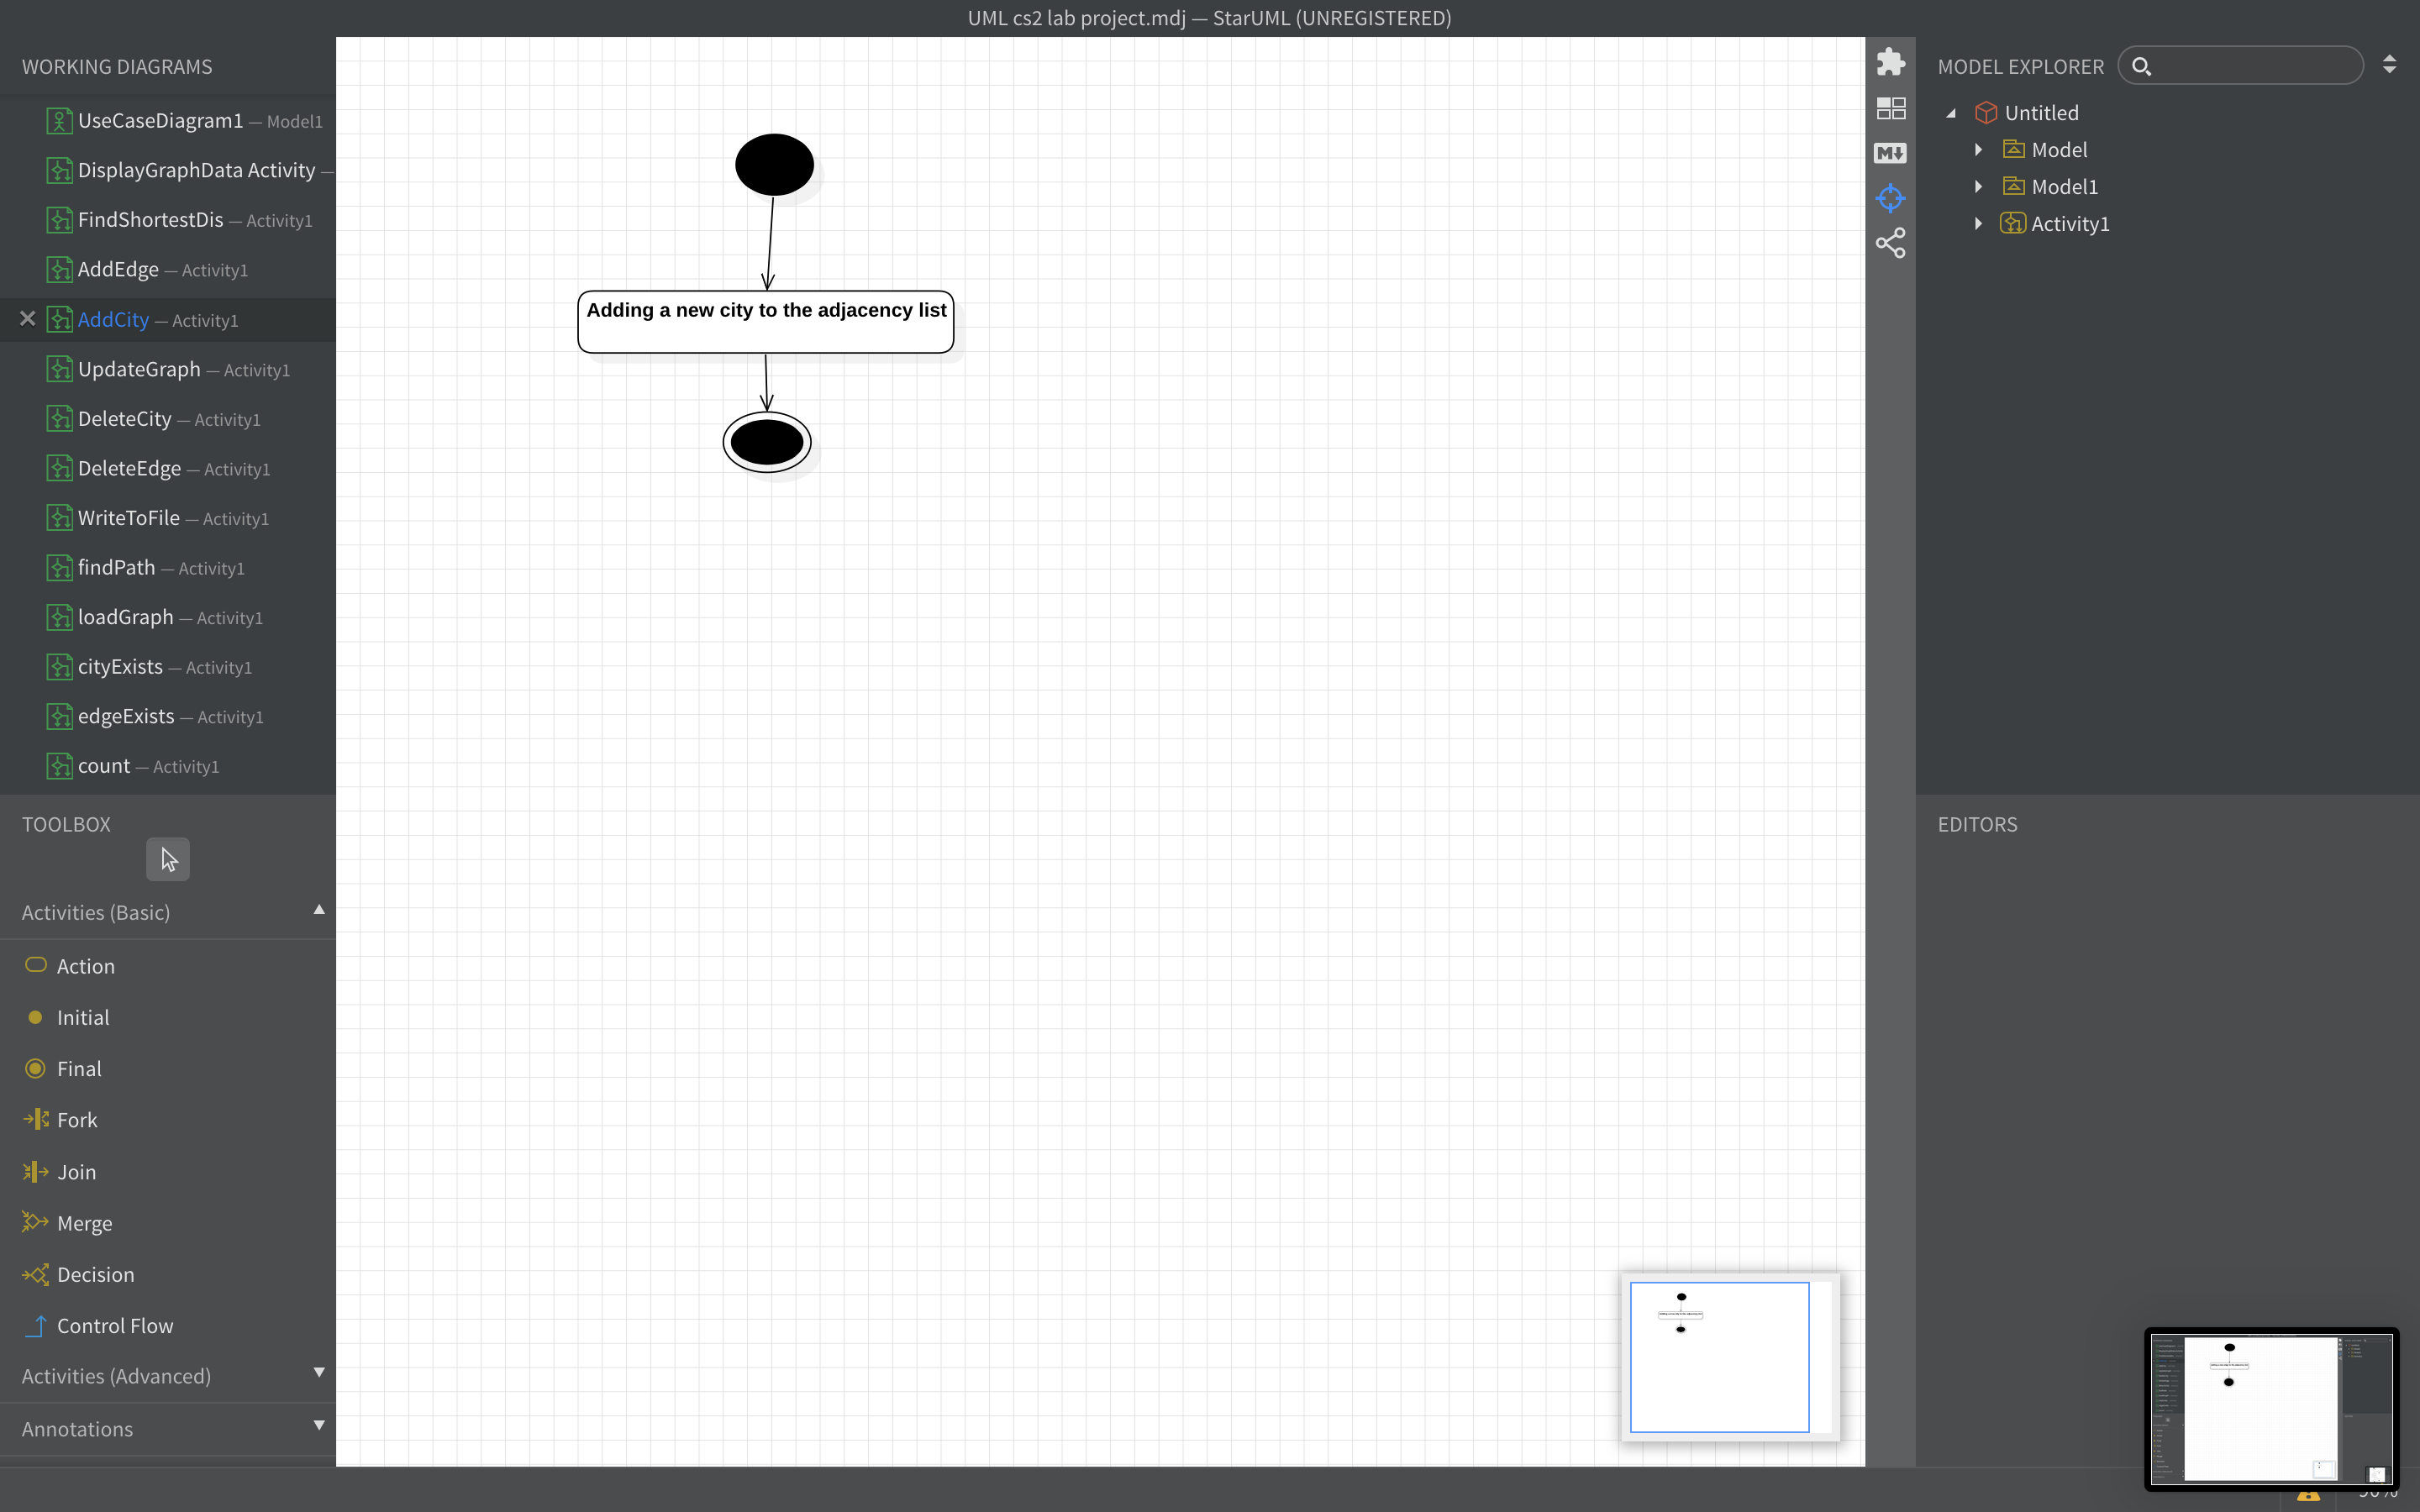 UML cs2 lab project.mdj — StarUML (UNREGISTERED)
WORKING DIAGRAMS
UseCaseDiagram1 — Model1
DisplayGraphData Activity —
FindShortestDis — Activity1
AddEdge — Activity1
AddCity — Activity1
UpdateGraph — Activity1
DeleteCity — Activity1
DeleteEdge — Activity1
WriteToFile — Activity1
findPath — Activity1
loadGraph — Activity1
cityExists — Activity1
edgeExists — Activity1
count — Activity1
TOOLBOX
Activities (Basic)
Action
Initial
Final
Fork
Join
Merge
Decision
Control Flow
Activities (Advanced)
Annotations
Adding a new city to the adjacency list
M
MODEL EXPLORER
Untitled
Model
Model1
Activity1
EDITORS